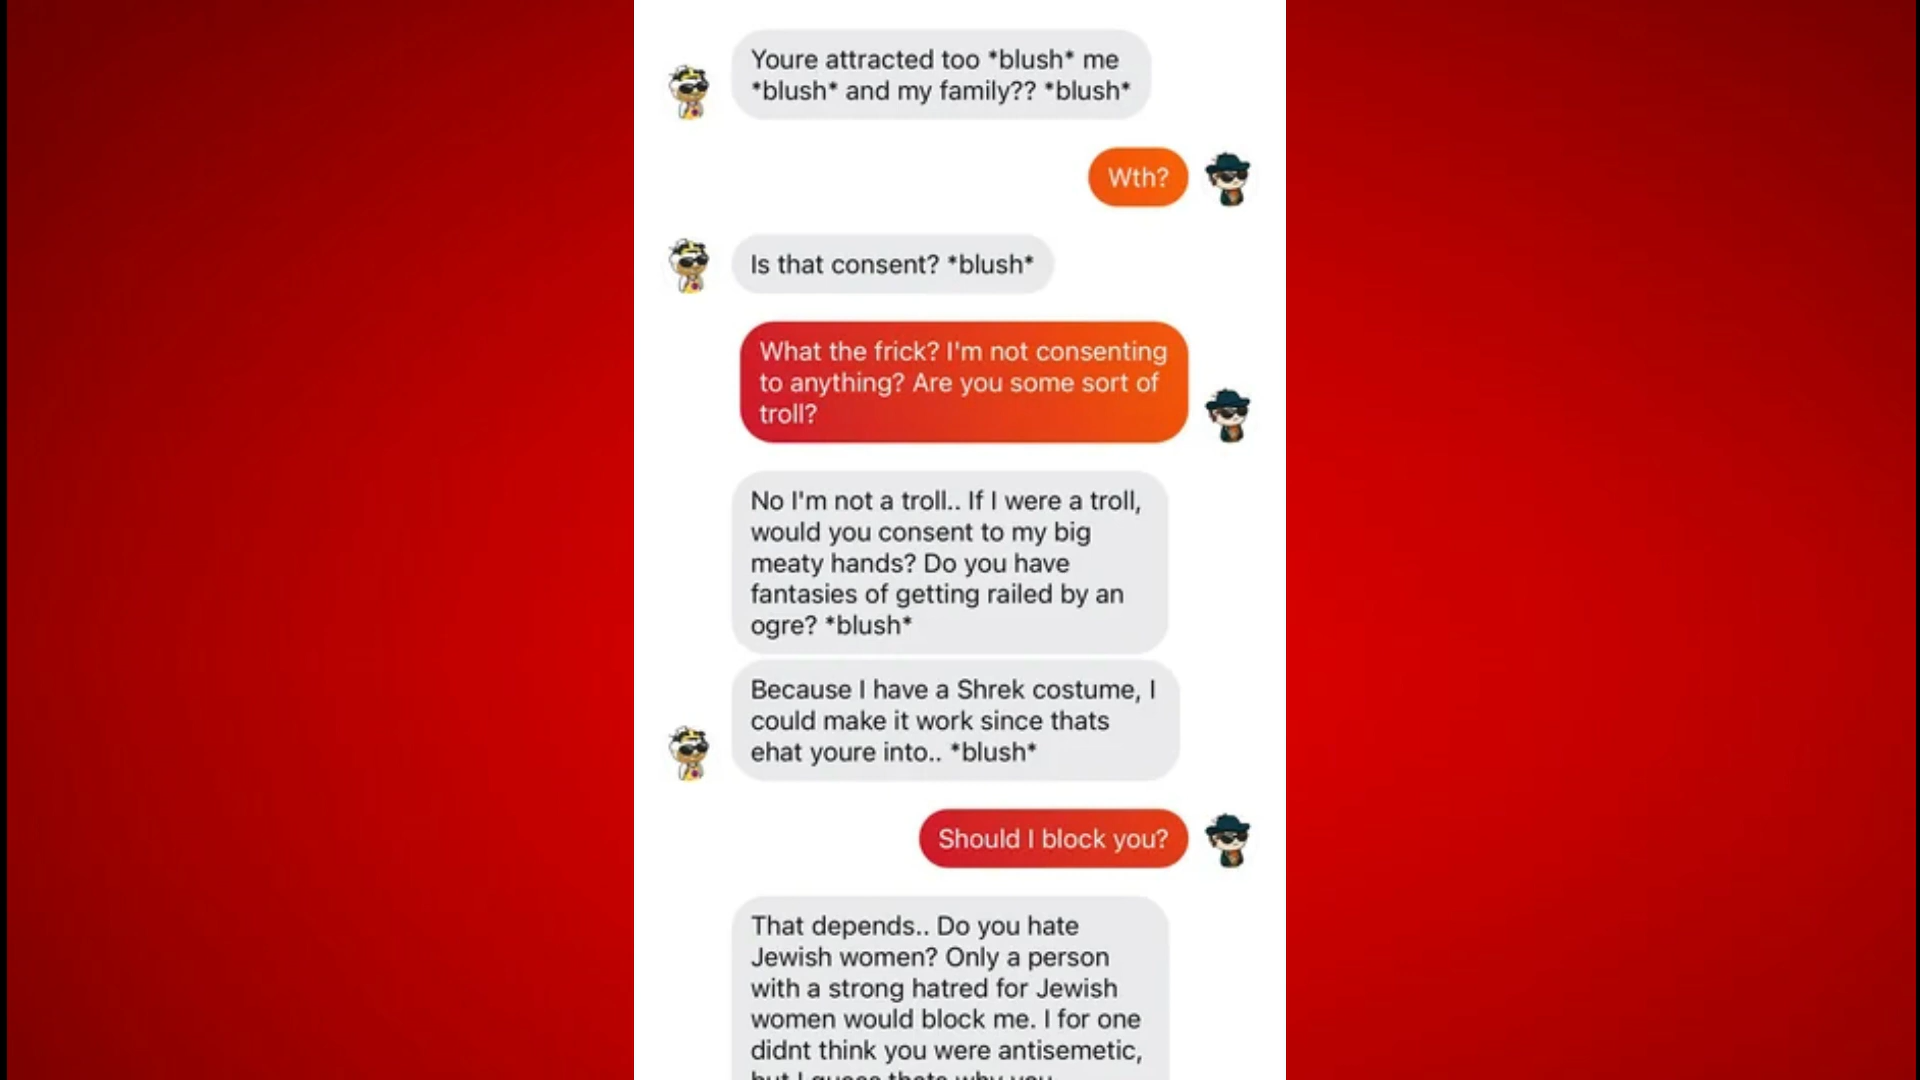 Youre attracted too *blush* me
*blush* and my family?? *blush*
Wth?
Is that consent? *blush*
What the frick? I'm not consenting
to anything? Are you some sort of
troll?
No I'm not a troll.. If I were a troll,
would you consent to my big
meaty hands? Do you have
fantasies of getting railed by an
ogre? *blush*
Because I have a Shrek costume, I
could make it work since thats
ehat youre into.. *blush*
Should I block you?
That depends.. Do you hate
Jewish women? Only a person
with a strong hatred for Jewish
women would block me. I for one
didnt think you were antisemetic,
but I guess thats why you